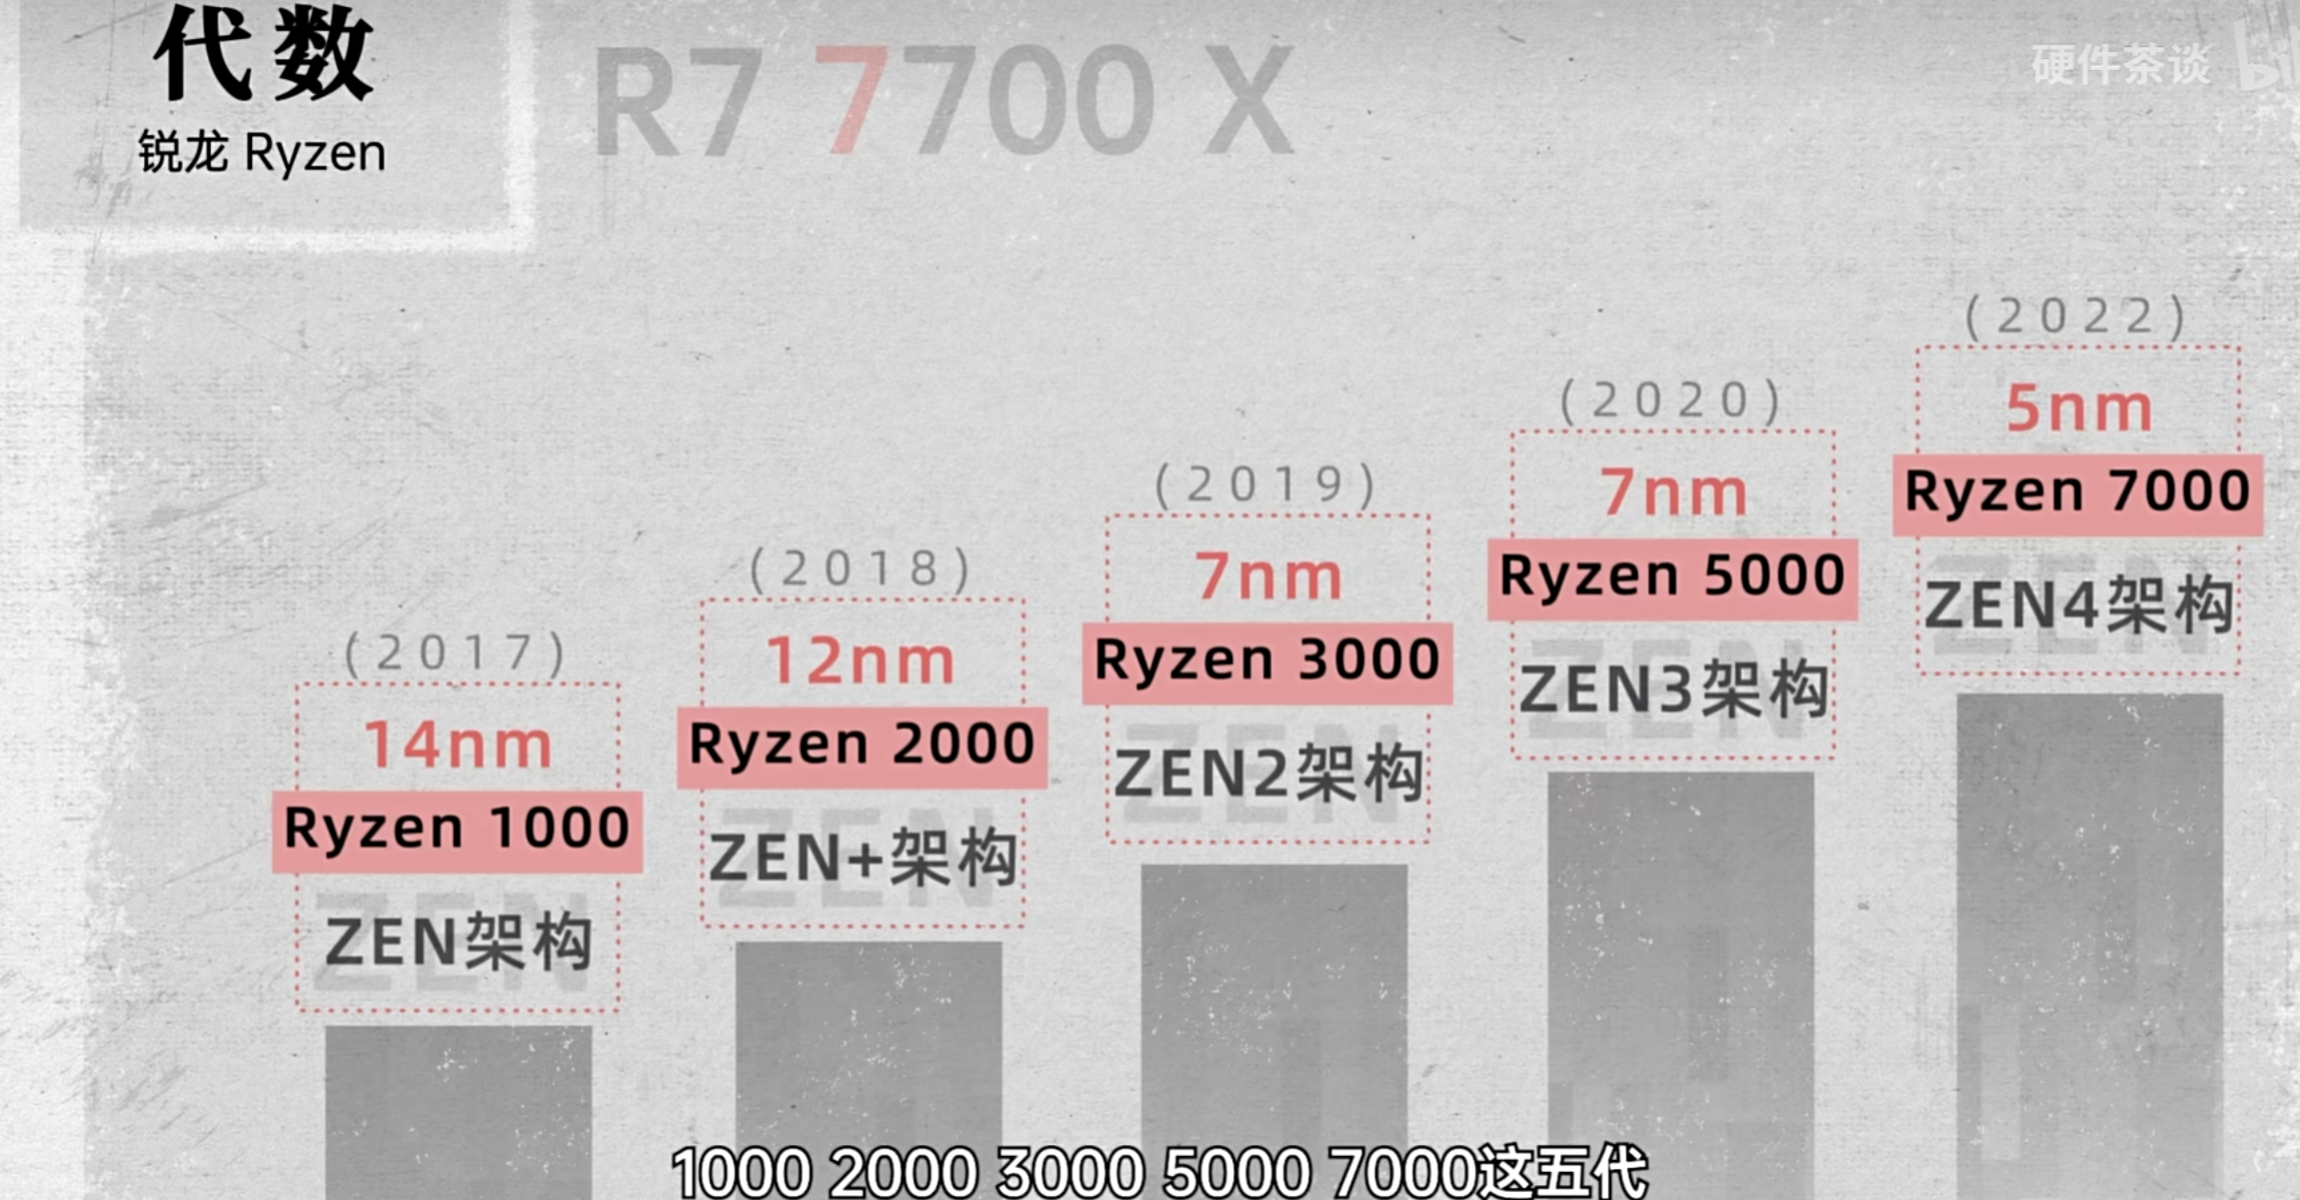 代数
锐龙 Ryzen
R7 7700 X
硬件茶谈
(2017)
14nm
Ryzen 1000
ZEN架构
(2018)
12nm
Ryzen 2000
ZEN+架构
(2019)
7nm
Ryzen 3000
ZEN2架构
(2020)
7nm
Ryzen 5000
ZEN3架构
(2022)
5nm
Ryzen 7000
ZEN4架构
1000 2000 3000 5000 7000这五代